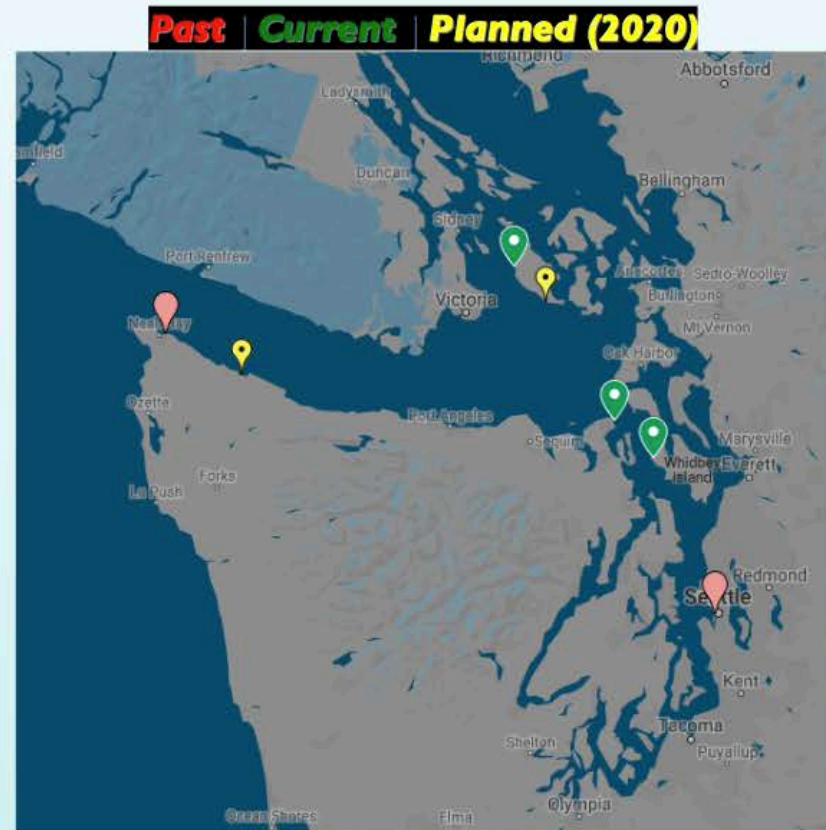 Past | Current | Planned (2020)
Richmond
Abbotsford
Ladysmith
Duncan
Bellingham
Sidney
Port Renfrew
Anacortes
Sedro-Woolley
Victoria
Burlington
Neah Bay
Mt Vernon
Oak Harbor
Ozette
Port Angeles
Sequim
Marysville
Whidbey
Island
Everett
Forks
La Push
Redmond
Seattle
Kent
Tacoma
Shelton
Puyallup
Olympia
Ocean Shores
Elma